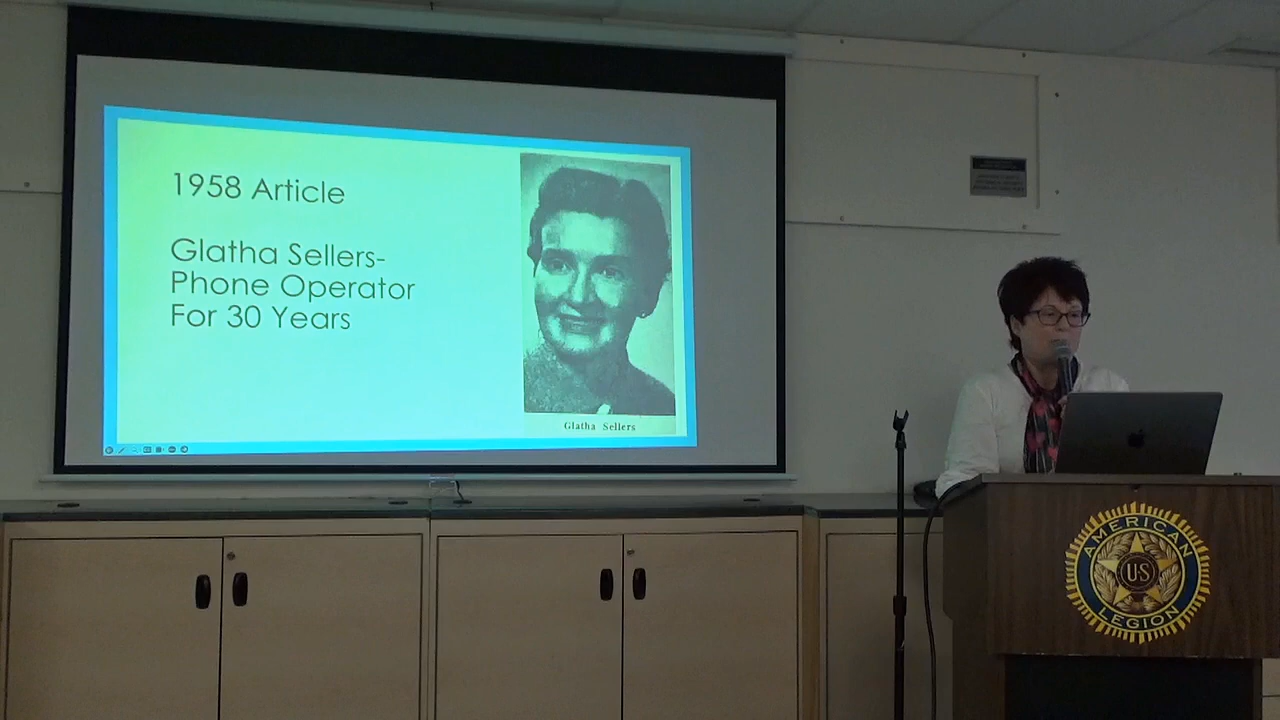 1958 Article
Glatha Sellers-
Phone Operator
For 30 Years
Glatha Sellers
AMERICAN
US
LEGION